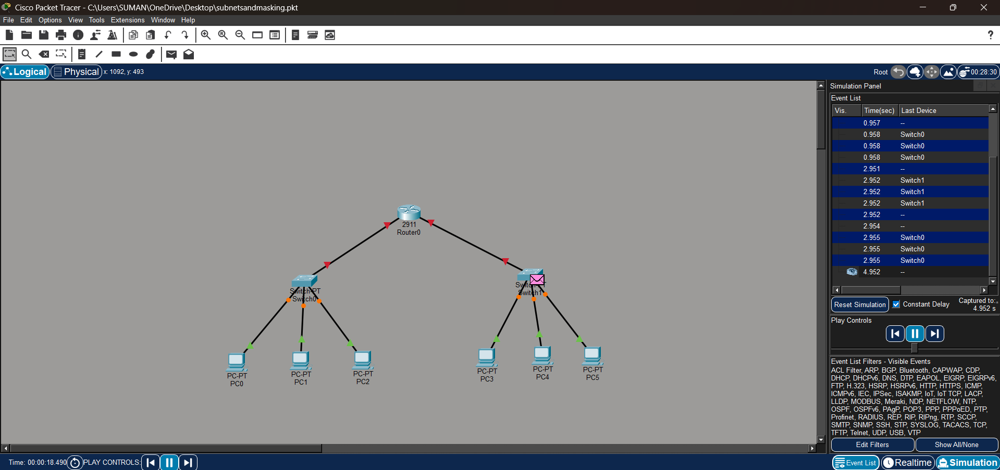 Cisco Packet Tracer - C:\Users\SUMAN\OneDrive\Desktop\subnetsandmasking.pkt
File Edit Options View Tools Extensions Window Help
?
Logical Physical x: 1092, y: 493 Root 00:28:30
Simulation Panel
Event List
Vis. Time(sec) Last Device
0.957 --
0.958 Switch0
0.958 Switch0
0.958 Switch0
2.951 --
2.952 Switch1
2.952 Switch1
2.952 Switch1
2.952 --
2.954 --
2.955 Switch0
2.955 Switch0
2.955 Switch0
4.952 --
2911
Router0
Switch-PT
Switch0
Switch1
PC-PT
PC0
PC-PT
PC1
PC-PT
PC2
PC-PT
PC3
PC-PT
PC4
PC-PT
PC5
Reset Simulation Constant Delay Captured to:
4.952 s
Play Controls
Event List Filters - Visible Events
ACL Filter, ARP, BGP, Bluetooth, CAPWAP, CDP,
DHCP, DHCPv6, DNS, DTP, EAPOL, EIGRP, EIGRPv6,
FTP, H.323, HSRP, HSRPv6, HTTP, HTTPS, ICMP,
ICMPv6, IEC, IPSec, ISAKMP, IoT, IoT TCP, LACP,
LLDP, MODBUS, Meraki, NDP, NETFLOW, NTP,
OSPF, OSPFv6, PAgP, POP3, PPP, PPPoED, PTP,
Profinet, RADIUS, REP, RIP, RIPng, RTP, SCCP,
SMTP, SNMP, SSH, STP, SYSLOG, TACACS, TCP,
TFTP, Telnet, UDP, USB, VTP
Edit Filters Show All/None
Time: 00:00:18.490 PLAY CONTROLS: Event List Realtime Simulation